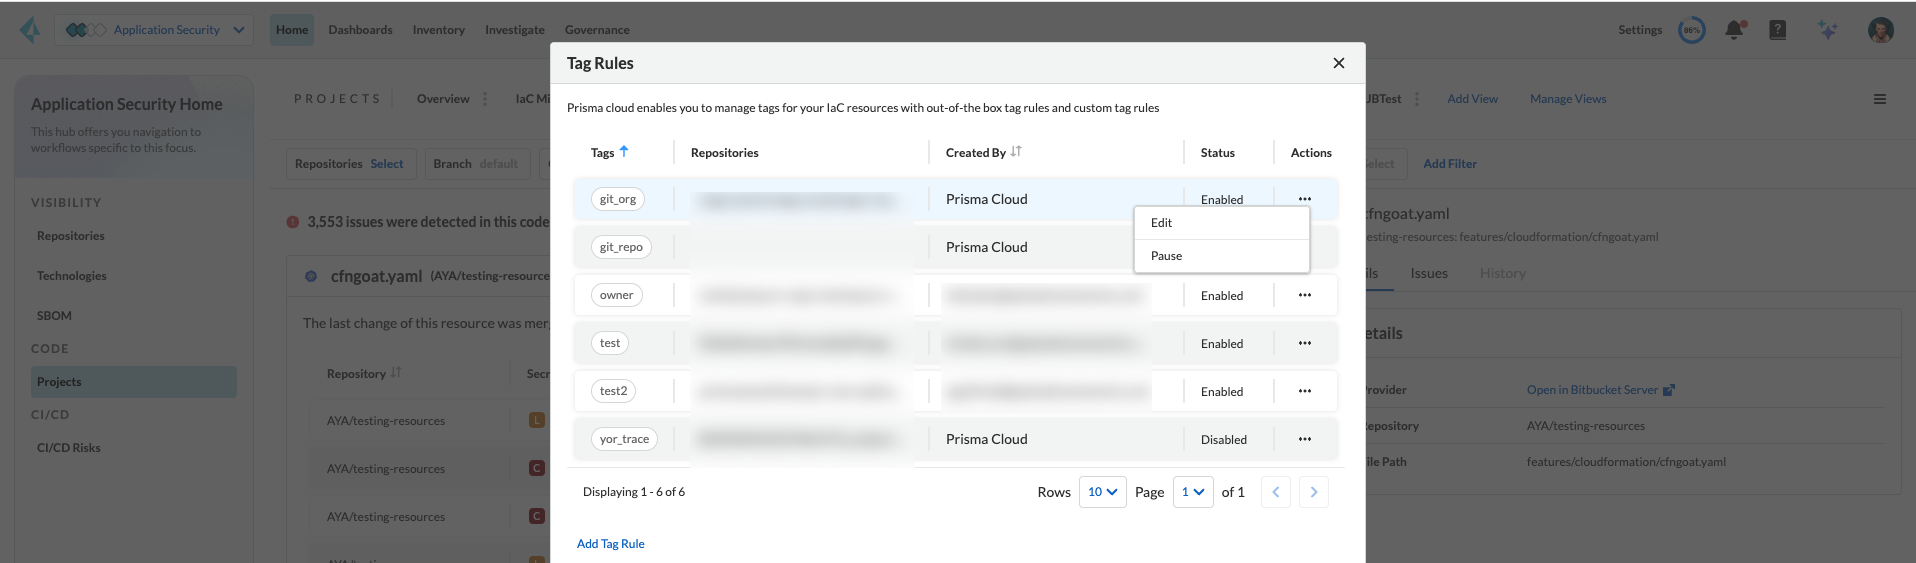 Application Security
Home
Dashboards
Inventory
Investigate
Governance
Settings
86%
Application Security Home
This hub offers you navigation to
workflows specific to this focus.
VISIBILITY
Repositories
Technologies
SBOM
CODE
Projects
CI/CD
CI/CD Risks
PROJECTS
Overview
IaC Mi
JBTest
Add View
Manage Views
Repositories Select
Branch default
elect
Add Filter
3,553 issues were detected in this code
cfngoat.yaml (AYA/testing-resource
The last change of this resource was mer
Repository
Secr
AYA/testing-resources L
AYA/testing-resources C
AYA/testing-resources C
Tag Rules
Prisma cloud enables you to manage tags for your IaC resources with out-of-the box tag rules and custom tag rules
Tags Repositories Created By Status Actions
git_org Prisma Cloud Enabled
Edit
Pause
git_repo Prisma Cloud
owner Enabled
test Enabled
test2 Enabled
yor_trace Prisma Cloud Disabled
Displaying 1 - 6 of 6
Rows 10 Page 1 of 1
Add Tag Rule
cfngoat.yaml
esting-resources: features/cloudformation/cfngoat.yaml
ils Issues History
etails
rovider Open in Bitbucket Server
epository AYA/testing-resources
ile Path features/cloudformation/cfngoat.yaml